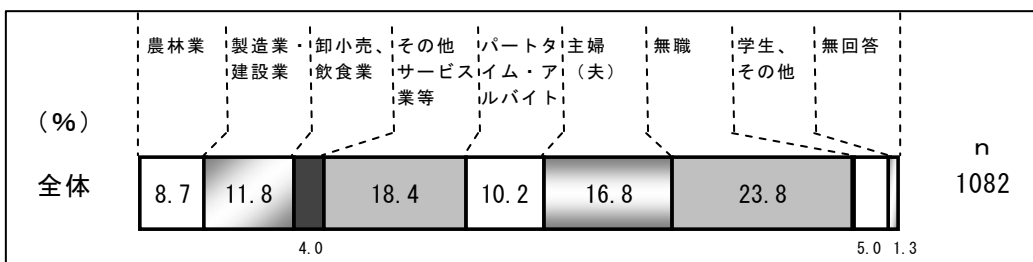 農林業
製造業・
建設業
卸小売、
飲食業
その他
サービス
業等
パートタ
イム・ア
ルバイト
主婦
（夫）
無職
学生、
その他
無回答
（%）
全体
8.7
11.8
4.0
18.4
10.2
16.8
23.8
5.0
1.3
n
1082